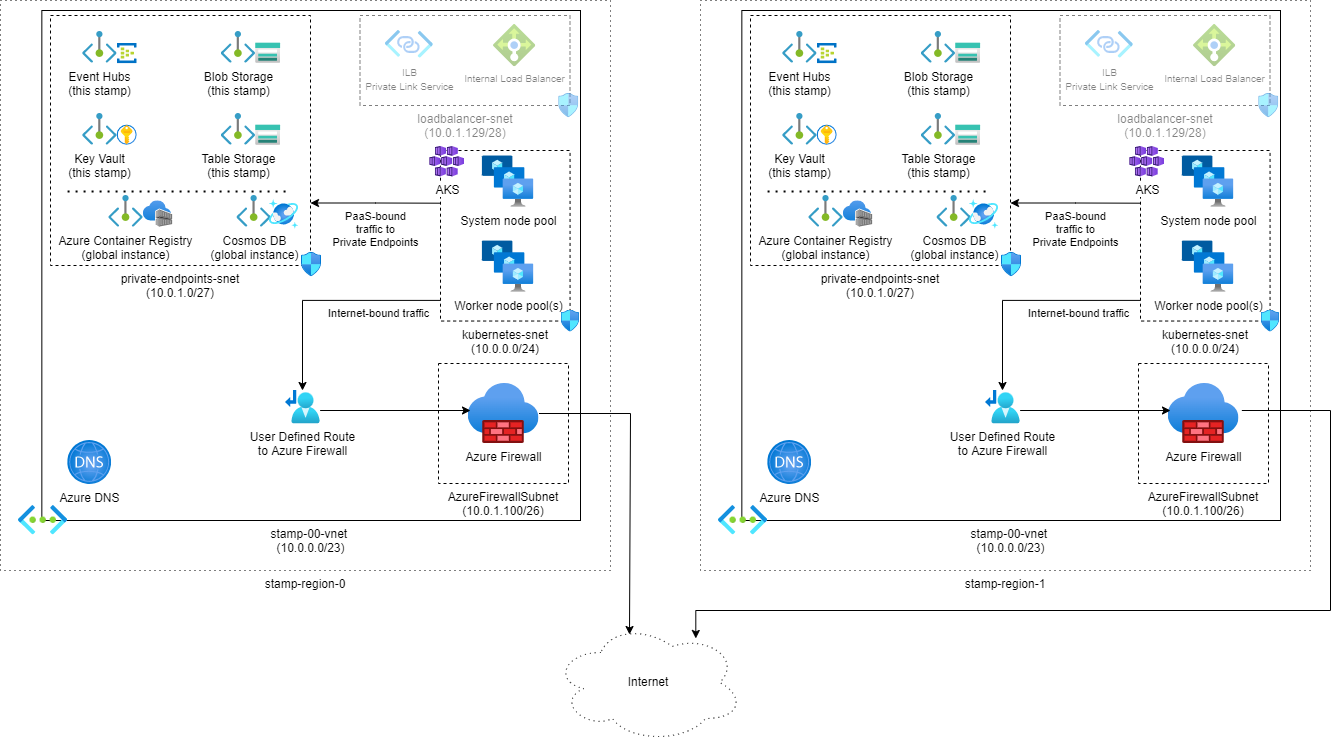 Event Hubs
(this stamp)
Blob Storage
(this stamp)
ILB
Private Link Service
Internal Load Balancer
loadbalancer-snet
(10.0.1.129/28)
Key Vault
(this stamp)
Table Storage
(this stamp)
AKS
System node pool
PaaS-bound
traffic to
Private Endpoints
Azure Container Registry
(global instance)
Cosmos DB
(global instance)
private-endpoints-snet
(10.0.1.0/27)
Worker node pool(s)
Internet-bound traffic
kubernetes-snet
(10.0.0.0/24)
User Defined Route
to Azure Firewall
Azure Firewall
DNS
Azure DNS
AzureFirewallSubnet
(10.0.1.100/26)
stamp-00-vnet
(10.0.0.0/23)
stamp-region-0
Event Hubs
(this stamp)
Blob Storage
(this stamp)
ILB
Private Link Service
Internal Load Balancer
loadbalancer-snet
(10.0.1.129/28)
Key Vault
(this stamp)
Table Storage
(this stamp)
AKS
System node pool
PaaS-bound
traffic to
Private Endpoints
Azure Container Registry
(global instance)
Cosmos DB
(global instance)
private-endpoints-snet
(10.0.1.0/27)
Worker node pool(s)
Internet-bound traffic
kubernetes-snet
(10.0.0.0/24)
User Defined Route
to Azure Firewall
Azure Firewall
DNS
Azure DNS
AzureFirewallSubnet
(10.0.1.100/26)
stamp-00-vnet
(10.0.0.0/23)
stamp-region-1
Internet